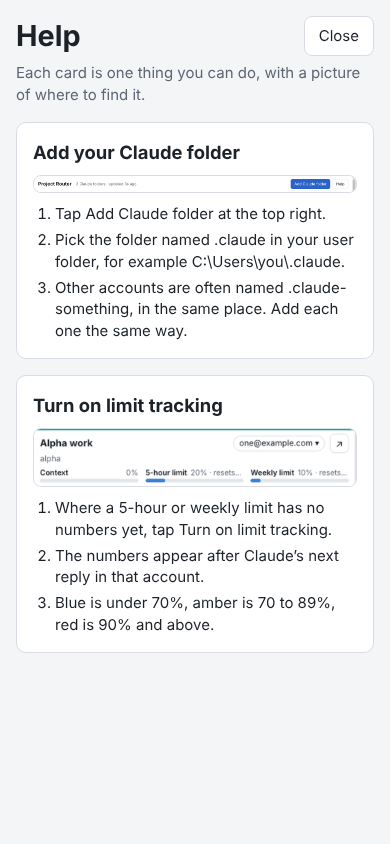 Help
Close
Each card is one thing you can do, with a picture
of where to find it.
Add your Claude folder
Project Router
Add Claude folder
Help
1. Tap Add Claude folder at the top right.
2. Pick the folder named .claude in your user
folder, for example C:\Users\you\.claude.
3. Other accounts are often named .claude-
something, in the same place. Add each
one the same way.
Turn on limit tracking
Alpha work
one@example.com ▾
↗
alpha
Context 0%
5-hour limit 20% · resets...
Weekly limit 10% · resets...
1. Where a 5-hour or weekly limit has no
numbers yet, tap Turn on limit tracking.
2. The numbers appear after Claude’s next
reply in that account.
3. Blue is under 70%, amber is 70 to 89%,
red is 90% and above.